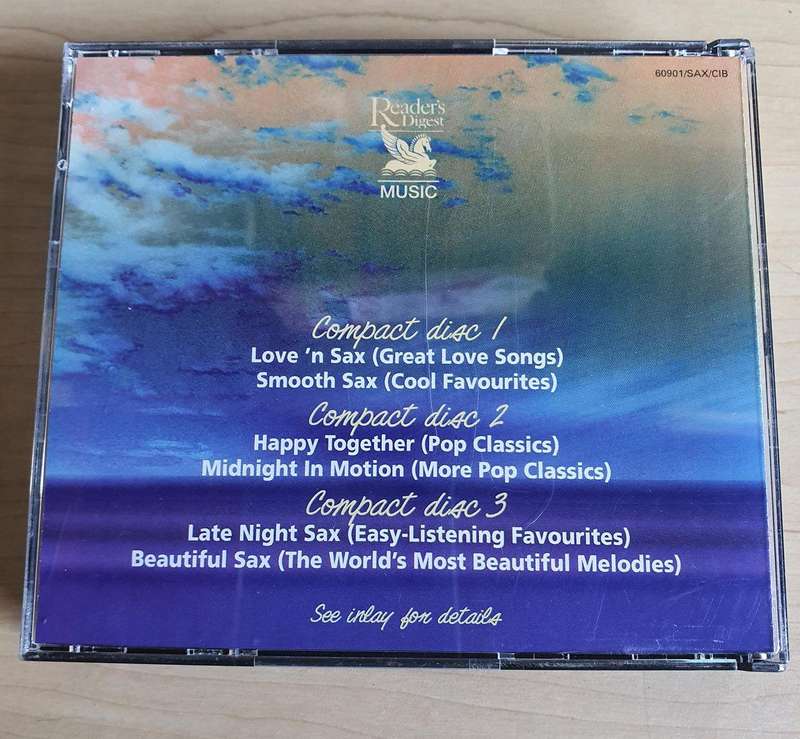 60901/SAX/CIB
Reader's
Digest
MUSIC
Compact disc 1
Love 'n Sax (Great Love Songs)
Smooth Sax (Cool Favourites)
Compact disc 2
Happy Together (Pop Classics)
Midnight In Motion (More Pop Classics)
Compact disc 3
Late Night Sax (Easy-Listening Favourites)
Beautiful Sax (The World's Most Beautiful Melodies)
See inlay for details